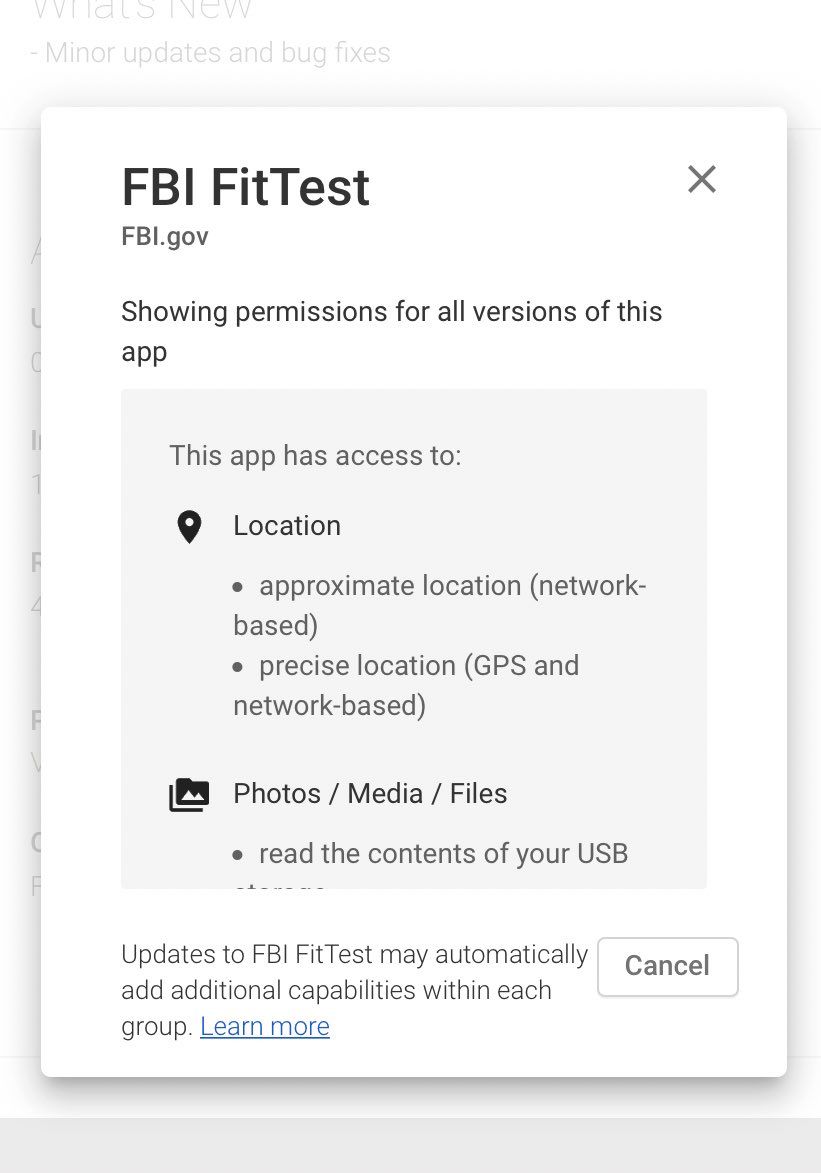 What's New
- Minor updates and bug fixes
FBI FitTest
FBI.gov
Showing permissions for all versions of this
app
This app has access to:
Location
• approximate location (network-
based)
• precise location (GPS and
network-based)
Photos / Media / Files
• read the contents of your USB
storage
Updates to FBI FitTest may automatically
add additional capabilities within each
group. Learn more
Cancel